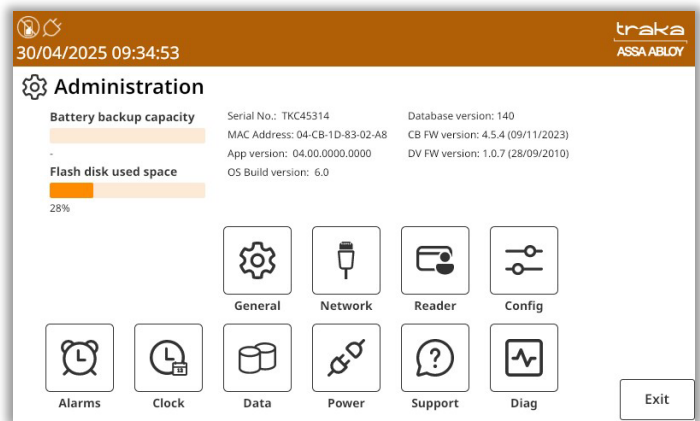 traka
30/04/2025 09:34:53
ASSA ABLOY
Administration
Battery backup capacity
-
Flash disk used space
28%
Serial No.: TKC45314
MAC Address: 04-CB-1D-83-02-A8
App version: 04.00.0000.0000
OS Build version: 6.0
Database version: 140
CB FW version: 4.5.4 (09/11/2023)
DV FW version: 1.0.7 (28/09/2010)
General
Network
Reader
Config
Alarms
Clock
Data
Power
Support
Diag
Exit